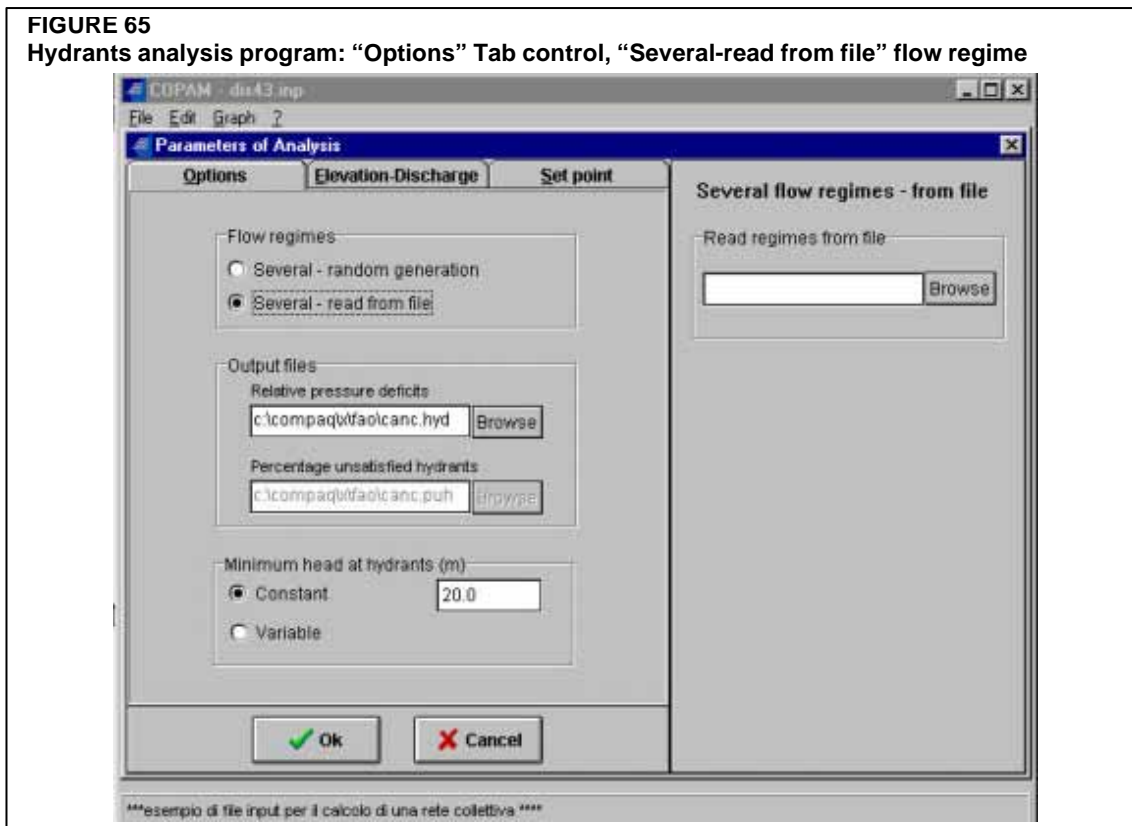 FIGURE 65
Hydrants analysis program: “Options” Tab control, “Several-read from file” flow regime
COPAM - dis43.inp
File Edit Graph ?
Parameters of Analysis
Options Elevation-Discharge Set point
Flow regimes
Several - random generation
Several - read from file
Output files
Relative pressure deficits
c:\compaq\x\fao\canc.hyd Browse
Percentage unsatisfied hydrants
c:\compaq\x\fao\canc.puh Browse
Minimum head at hydrants (m)
Constant 20.0
Variable
Ok Cancel
Several flow regimes - from file
Read regimes from file
Browse
***esempio di file input per il calcolo di una rete collettiva ****